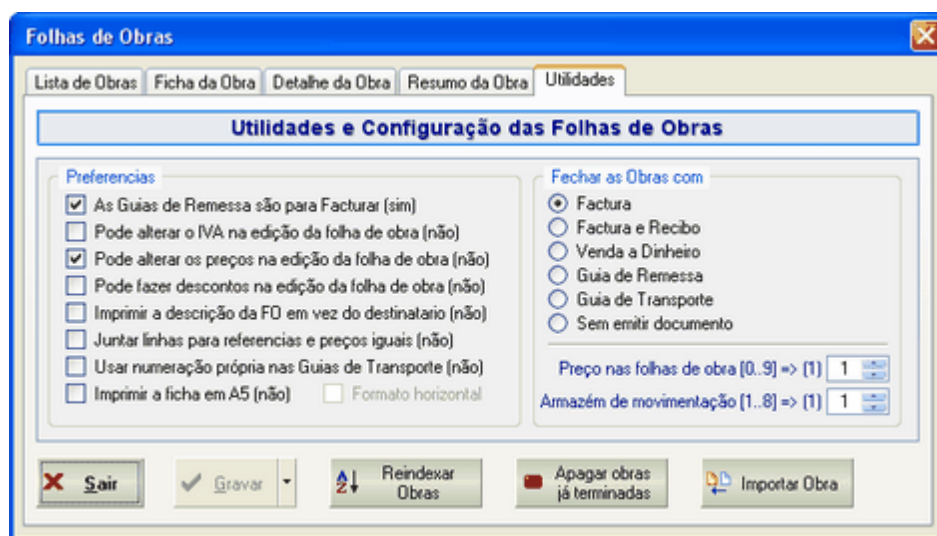 Folhas de Obras
Lista de Obras Ficha da Obra Detalhe da Obra Resumo da Obra Utilidades
Utilidades e Configuração das Folhas de Obras
Preferencias
As Guias de Remessa são para Facturar (sim)
Pode alterar o IVA na edição da folha de obra (não)
Pode alterar os preços na edição da folha de obra (não)
Pode fazer descontos na edição da folha de obra (não)
Imprimir a descrição da FO em vez do destinatario (não)
Juntar linhas para referencias e preços iguais (não)
Usar numeração própria nas Guias de Transporte (não)
Imprimir a ficha em A5 (não) Formato horizontal
Fechar as Obras com
Factura
Factura e Recibo
Venda a Dinheiro
Guia de Remessa
Guia de Transporte
Sem emitir documento
Preço nas folhas de obra [0..9] => (1) 1
Armazém de movimentação [1..8] => (1) 1
Sair
Gravar
Reindexar
Obras
Apagar obras
já terminadas
Importar Obra